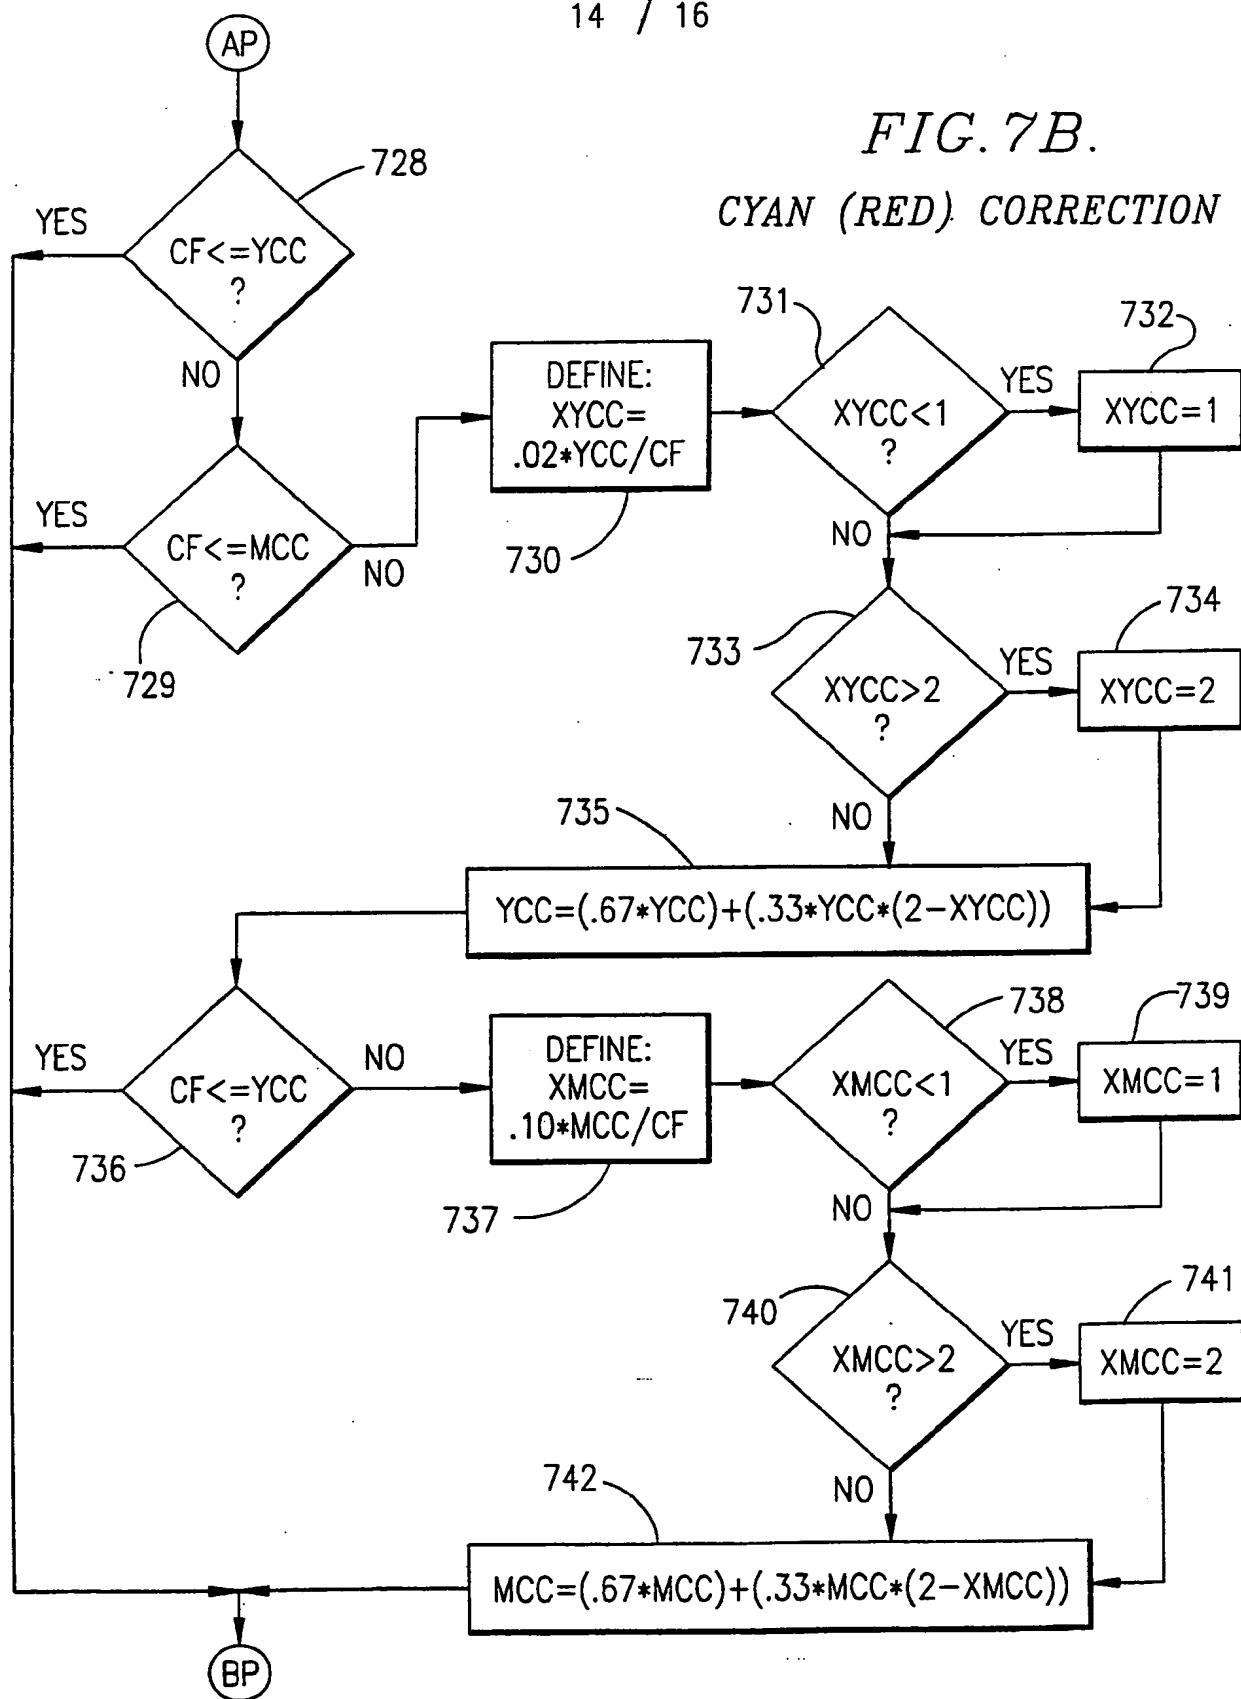 14 / 16
AP
FIG. 7B.
CYAN (RED) CORRECTION
728
YES
CF<=YCC
?
NO
729
YES
CF<=MCC
?
NO
DEFINE:
XYCC=
.02*YCC/CF
730
731
XYCC<1
?
YES
732
XYCC=1
NO
733
XYCC>2
?
YES
734
XYCC=2
NO
735
YCC=(.67*YCC)+(.33*YCC*(2-XYCC))
YES
CF<=YCC
?
NO
736
DEFINE:
XMCC=
.10*MCC/CF
737
738
XMCC<1
?
YES
739
XMCC=1
NO
740
XMCC>2
?
YES
741
XMCC=2
NO
742
MCC=(.67*MCC)+(.33*MCC*(2-XMCC))
BP